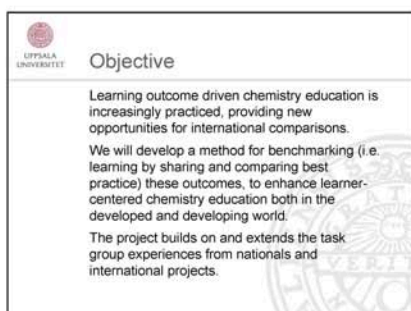 UPPSALA
UNIVERSITET
Objective
Learning outcome driven chemistry education is
increasingly practiced, providing new
opportunities for international comparisons.
We will develop a method for benchmarking (i.e.
learning by sharing and comparing best
practice) these outcomes, to enhance learner-
centered chemistry education both in the
developed and developing world.
The project builds on and extends the task
group experiences from nationals and
international projects.